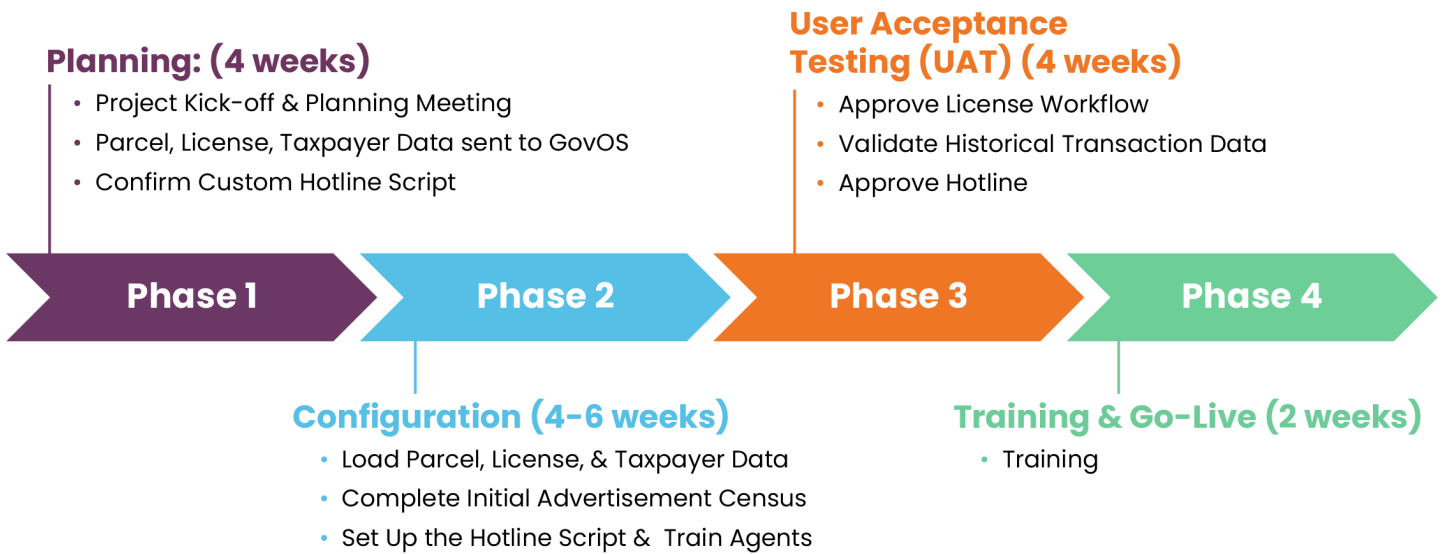 Planning: (4 weeks)
• Project Kick-off & Planning Meeting
• Parcel, License, Taxpayer Data sent to GovOS
• Confirm Custom Hotline Script
User Acceptance
Testing (UAT) (4 weeks)
• Approve License Workflow
• Validate Historical Transaction Data
• Approve Hotline
Phase 1
Phase 2
Phase 3
Phase 4
Configuration (4-6 weeks)
• Load Parcel, License, & Taxpayer Data
• Complete Initial Advertisement Census
• Set Up the Hotline Script & Train Agents
Training & Go-Live (2 weeks)
• Training